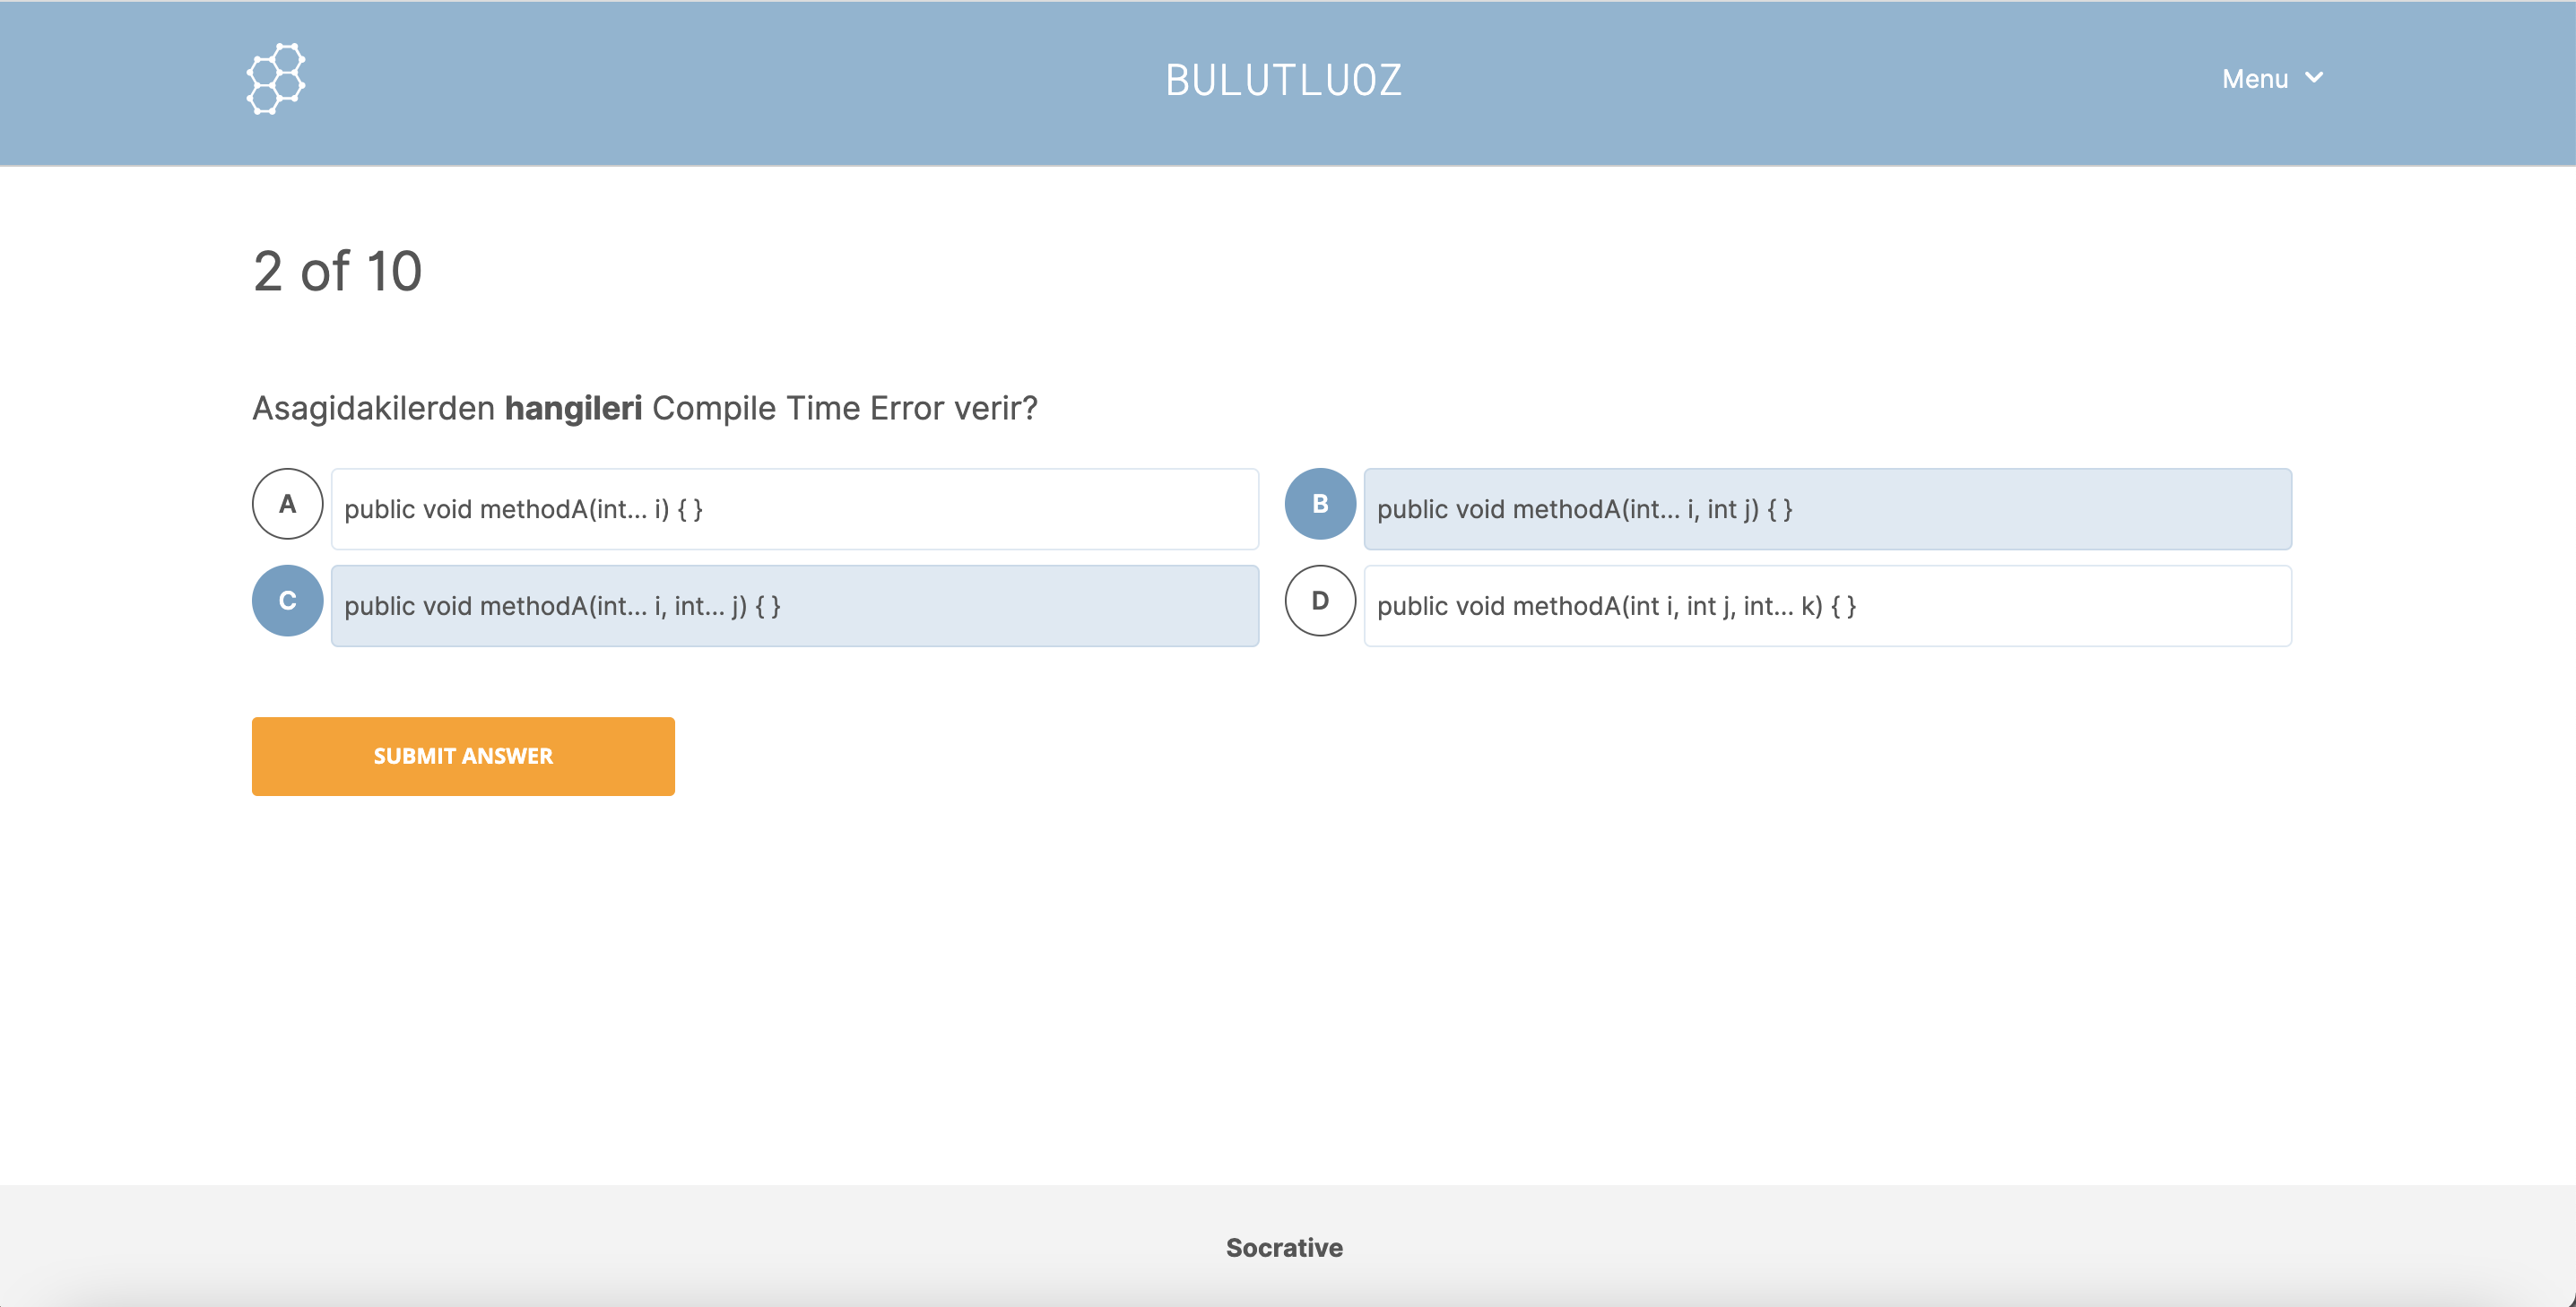 BULUTLUOZ
Menu
2 of 10
Asagidakilerden hangileri Compile Time Error verir?
A
public void methodA(int... i) { }
B
public void methodA(int... i, int j) { }
C
public void methodA(int... i, int... j) { }
D
public void methodA(int i, int j, int... k) { }
SUBMIT ANSWER
Socrative